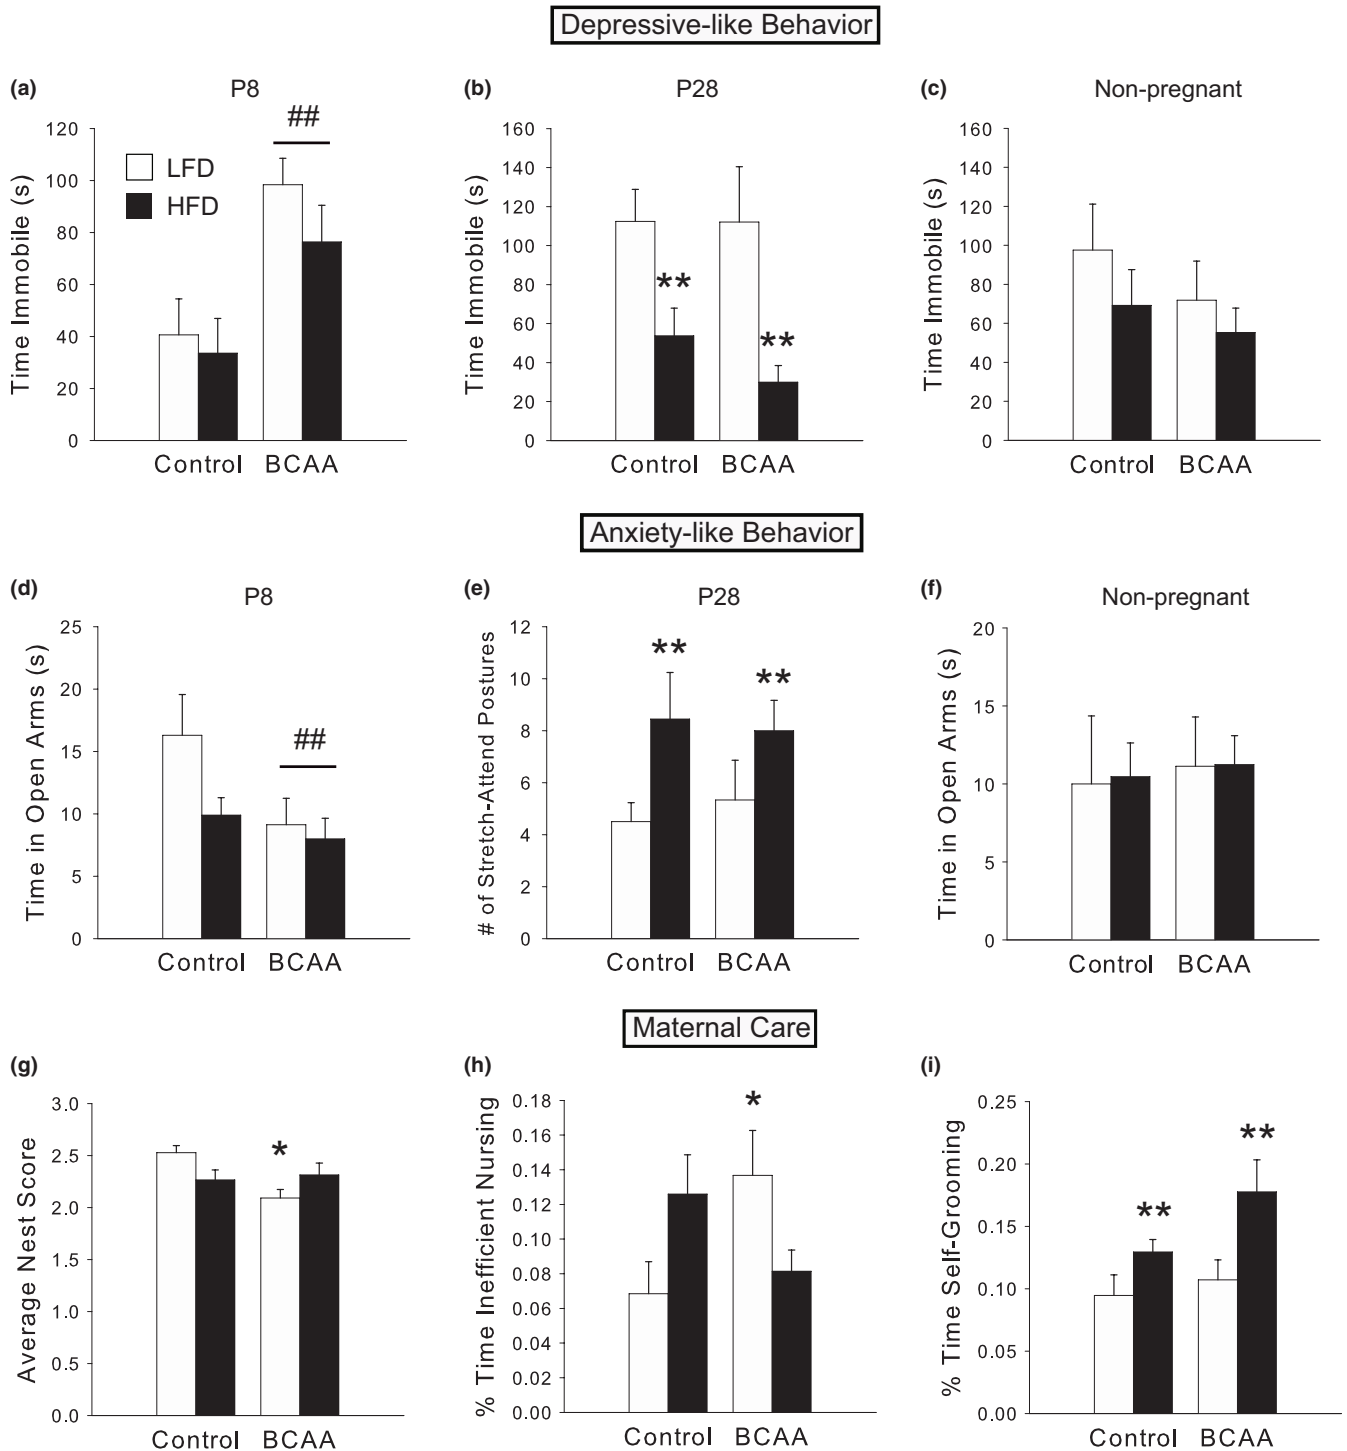 Depressive-like Behavior
(a)
P8
##
Time Immobile (s)
120
100
80
60
40
20
0
LFD
HFD
Control BCAA
(b)
P28
Time Immobile (s)
160
140
120
100
80
60
40
20
0
**
**
Control BCAA
(c)
Non-pregnant
Time Immobile (s)
160
140
120
100
80
60
40
20
0
Control BCAA
Anxiety-like Behavior
(d)
P8
Time in Open Arms (s)
25
20
15
10
5
0
##
Control BCAA
(e)
P28
# of Stretch-Attend Postures
12
10
8
6
4
2
0
**
**
Control BCAA
(f)
Non-pregnant
Time in Open Arms (s)
20
15
10
5
0
Control BCAA
Maternal Care
(g)
Average Nest Score
3.0
2.5
2.0
1.5
1.0
0.5
0.0
*
Control BCAA
(h)
% Time Inefficient Nursing
0.18
0.16
0.14
0.12
0.10
0.08
0.06
0.04
0.02
0.00
*
Control BCAA
(i)
% Time Self-Grooming
0.25
0.20
0.15
0.10
0.05
0.00
**
**
Control BCAA